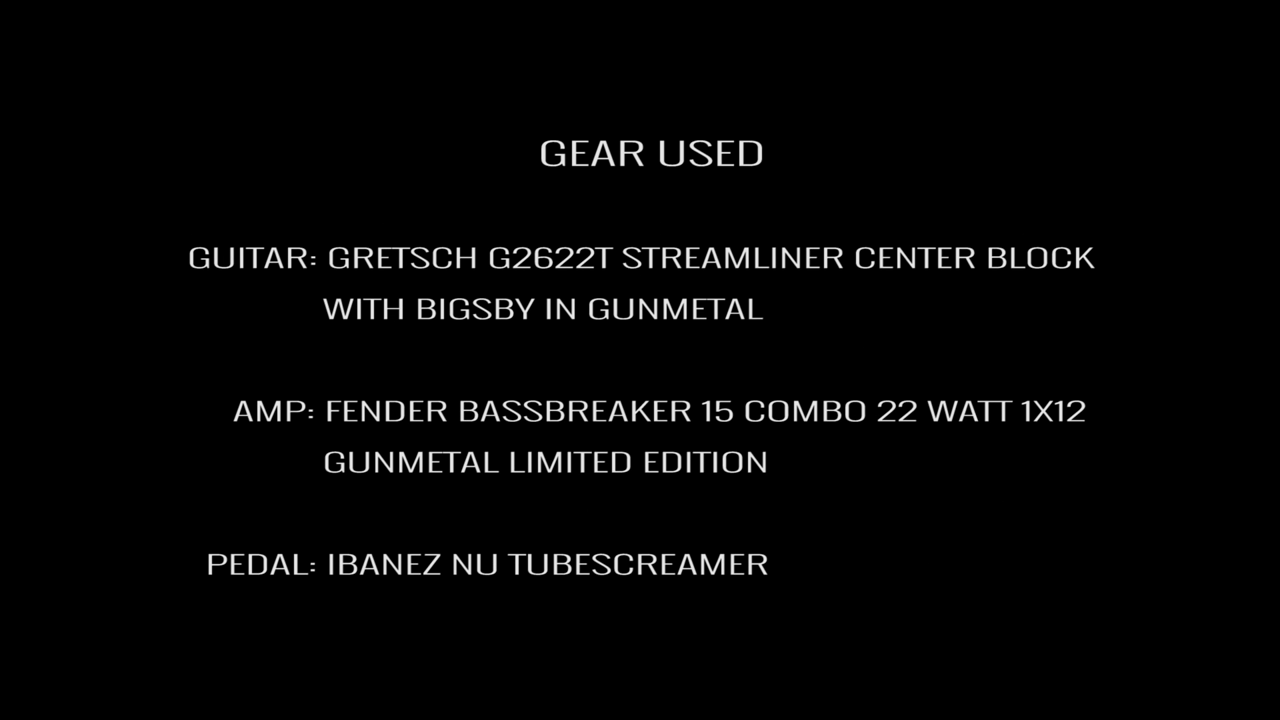 GEAR USED
GUITAR: GRETSCH G2622T STREAMLINER CENTER BLOCK
WITH BIGSBY IN GUNMETAL
AMP: FENDER BASSBREAKER 15 COMBO 22 WATT 1X12
GUNMETAL LIMITED EDITION
PEDAL: IBANEZ NU TUBESCREAMER